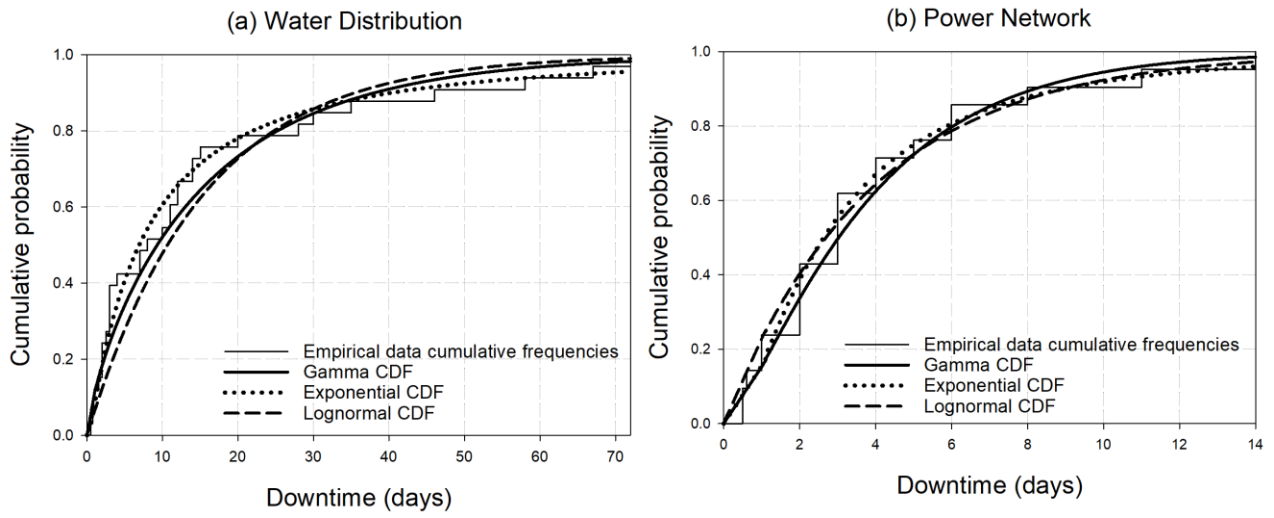 (a) Water Distribution
Cumulative probability
1.0
0.8
0.6
0.4
0.2
0.0
Empirical data cumulative frequencies
Gamma CDF
Exponential CDF
Lognormal CDF
0 10 20 30 40 50 60 70
Downtime (days)
(b) Power Network
Cumulative probability
1.0
0.8
0.6
0.4
0.2
0.0
Empirical data cumulative frequencies
Gamma CDF
Exponential CDF
Lognormal CDF
0 2 4 6 8 10 12 14
Downtime (days)